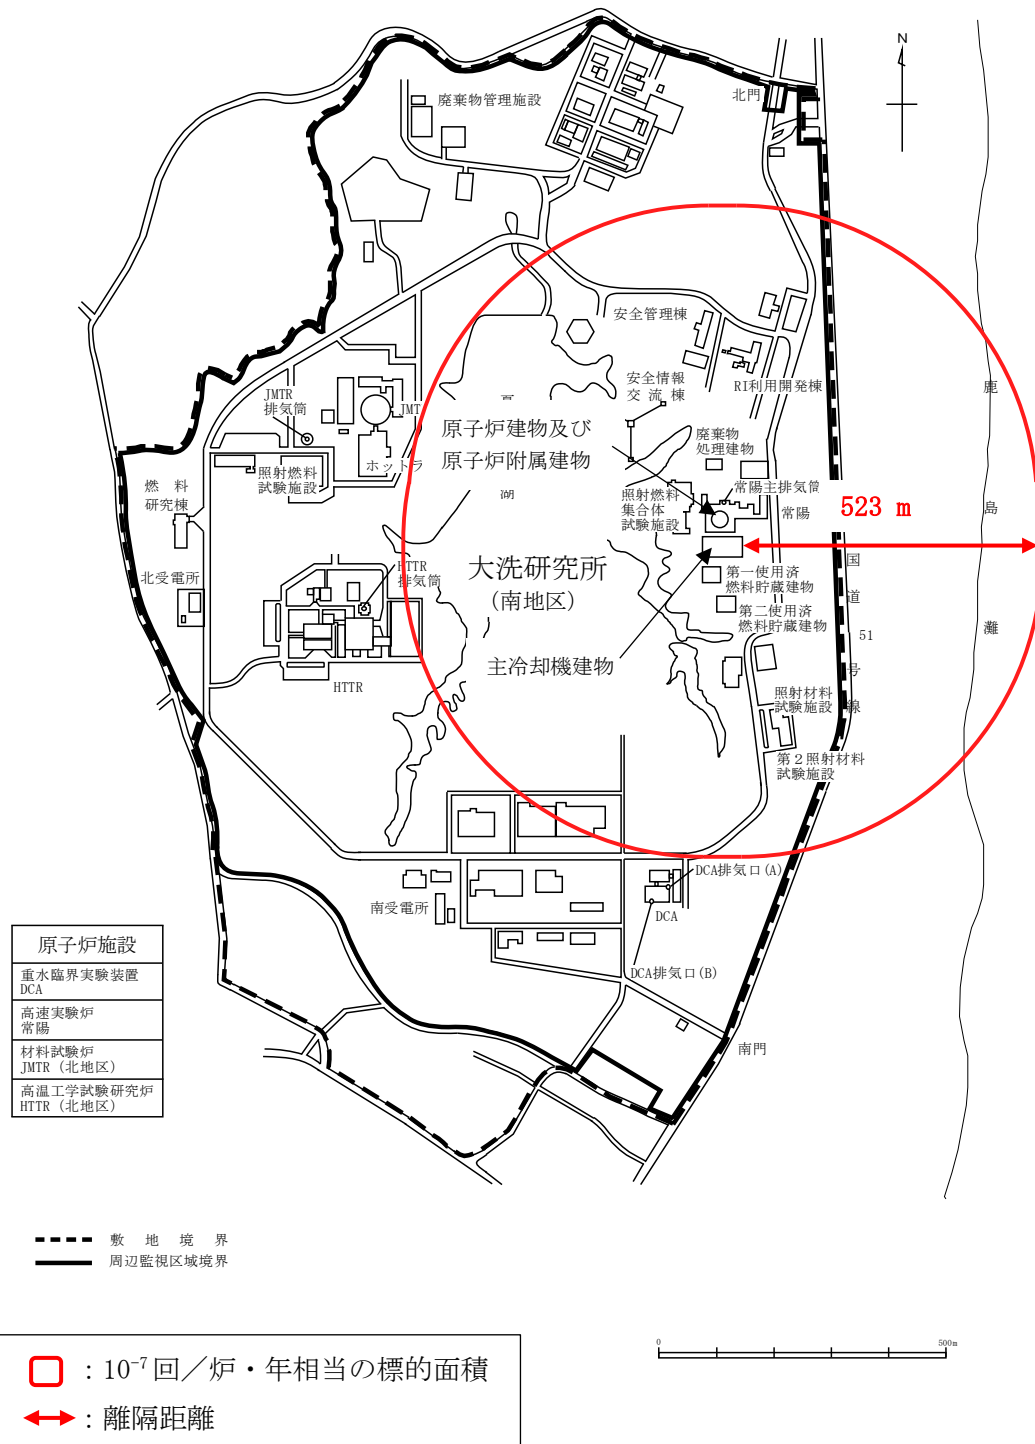 N
北門
廃棄物管理施設
安全管理棟
安全情報
交流棟
RI利用開発棟
鹿
島
灘
JMTR
排気筒
JMT
夏
原子炉建物及び
原子炉附属建物
廃棄物
処理建物
ホットラ
照射燃料
試験施設
湖
照射燃料
集合体
試験施設
常陽主排気筒
常陽
523 m
燃料
研究棟
大洗研究所
(南地区)
HTTR
排気筒
北受電所
第一使用済
燃料貯蔵建物
第二使用済
燃料貯蔵建物
国
道
51
号
線
主冷却機建物
HTTR
照射材料
試験施設
第2照射材料
試験施設
DCA排気口(A)
南受電所
DCA
DCA排気口(B)
南門
原子炉施設
重水臨界実験装置
DCA
高速実験炉
常陽
材料試験炉
JMTR (北地区)
高温工学試験研究炉
HTTR (北地区)
敷地境界
周辺監視区域境界
0 500m
：10⁻⁷回／炉・年相当の標的面積
：離隔距離